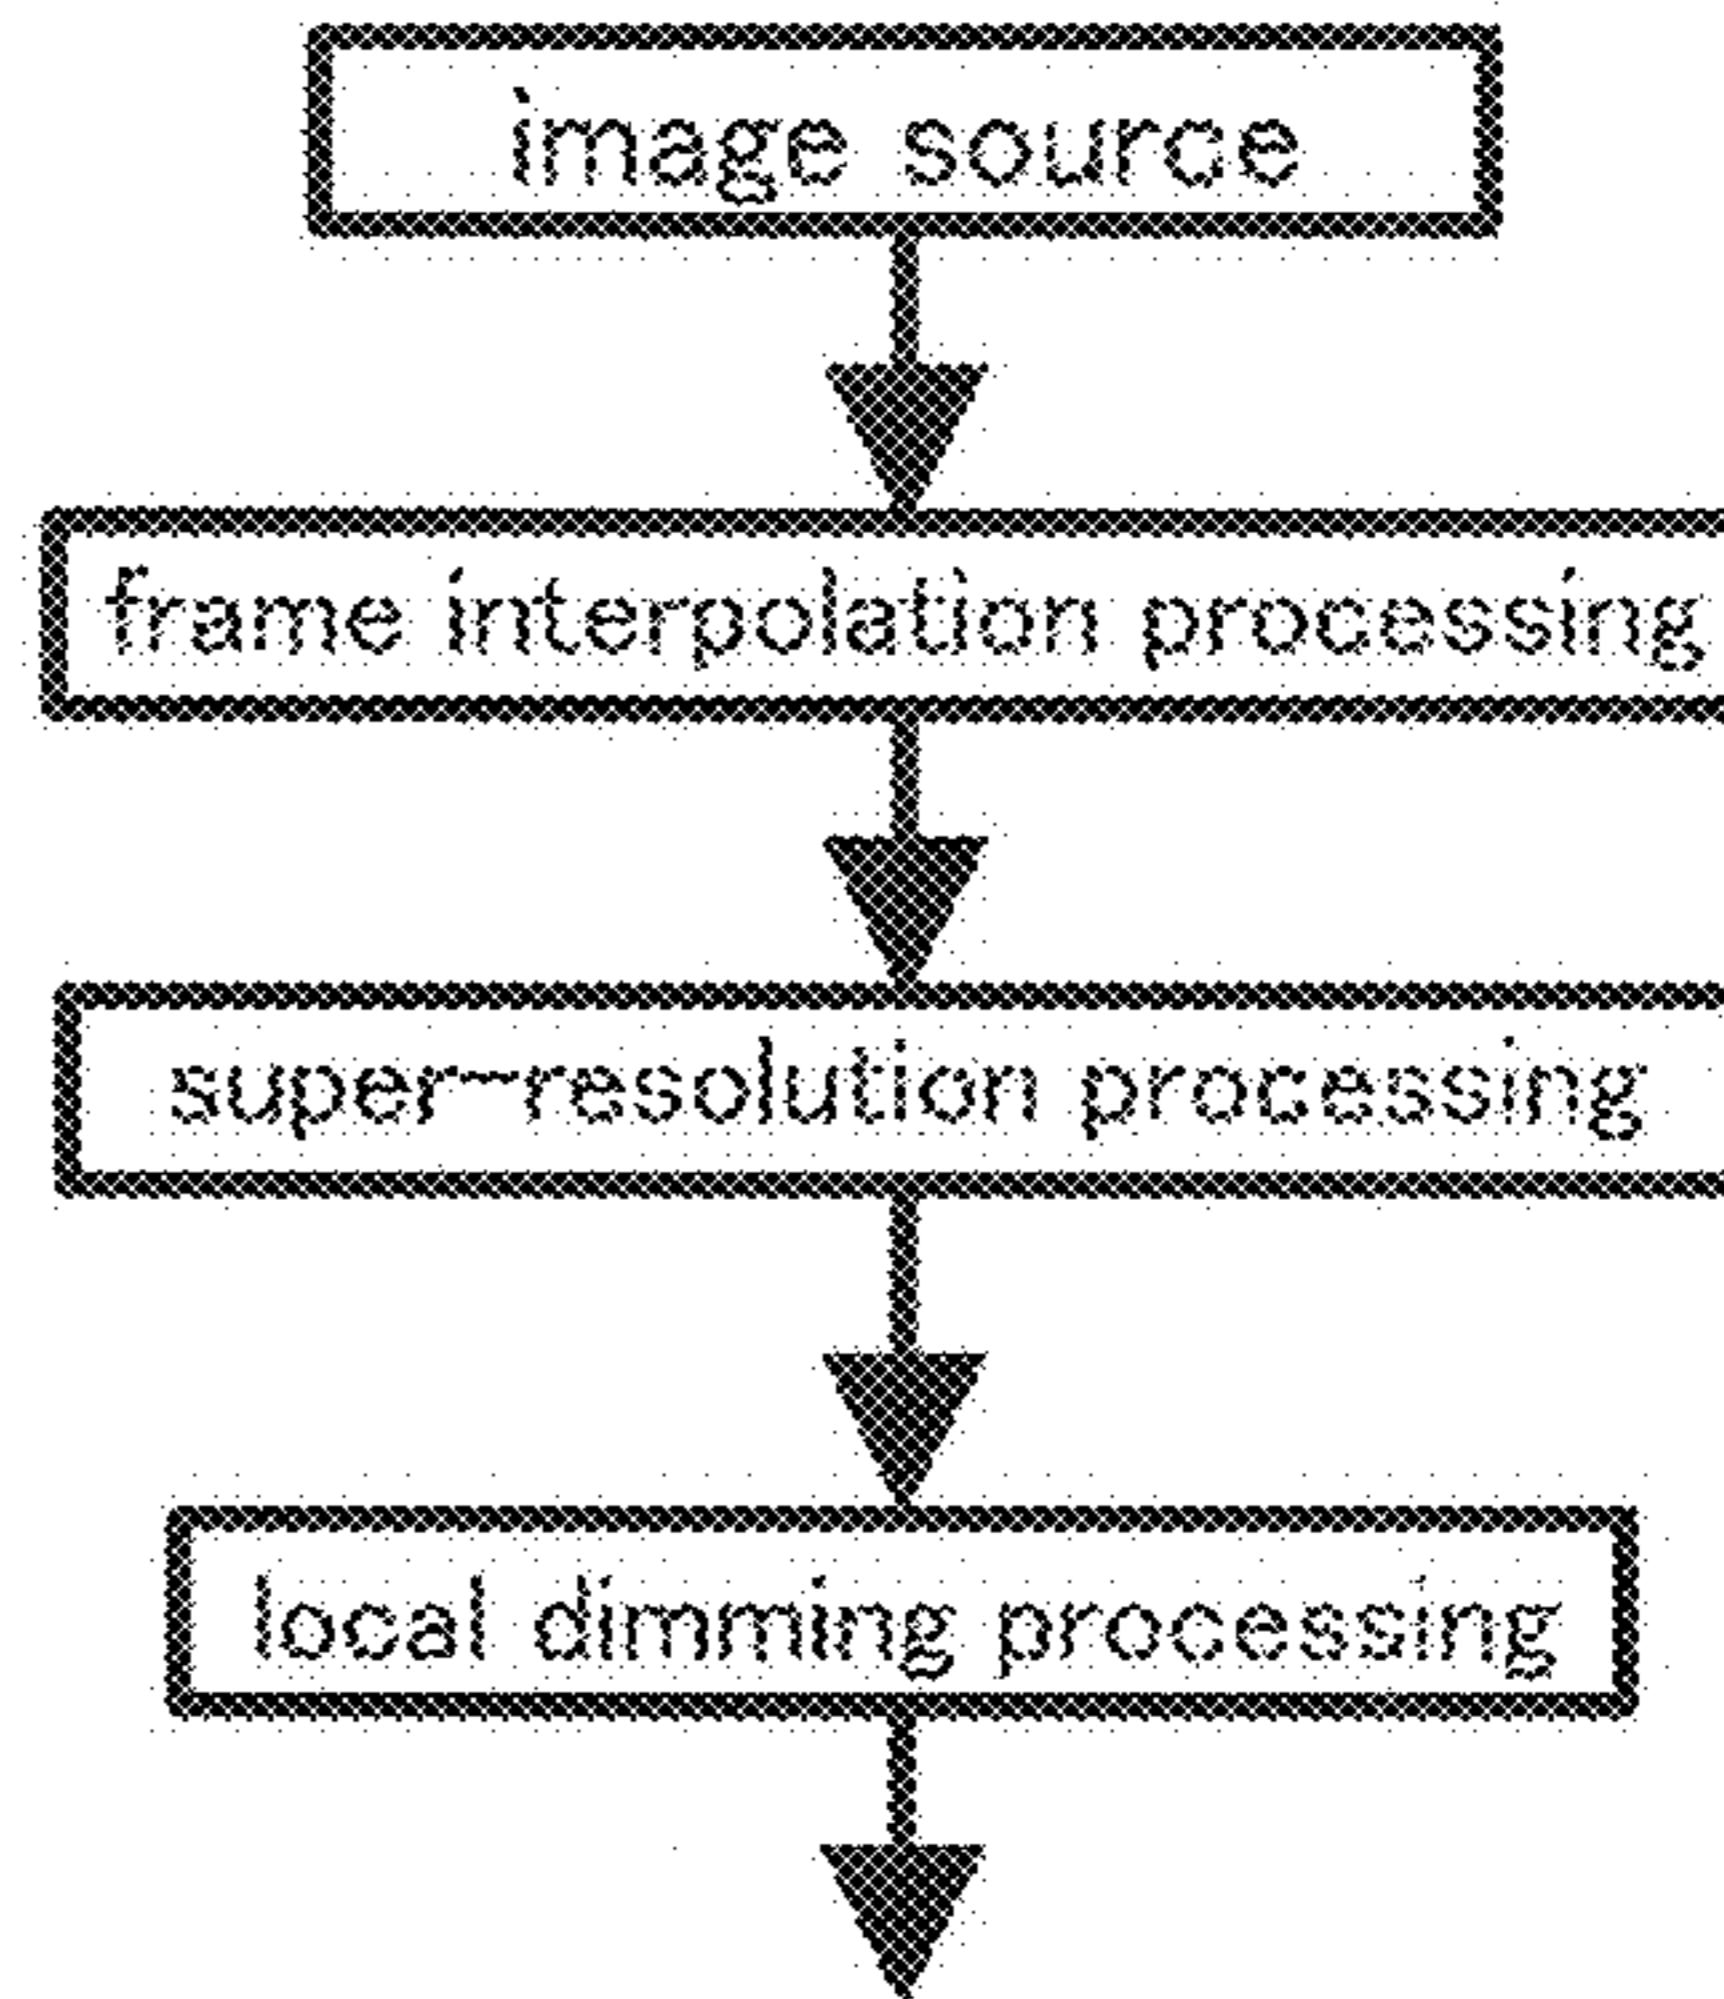 image source
frame interpolation processing
super-resolution processing
local dimming processing